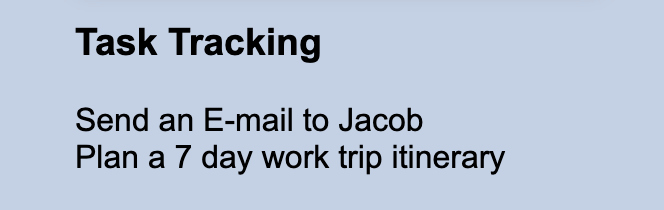 Task Tracking
Send an E-mail to Jacob
Plan a 7 day work trip itinerary